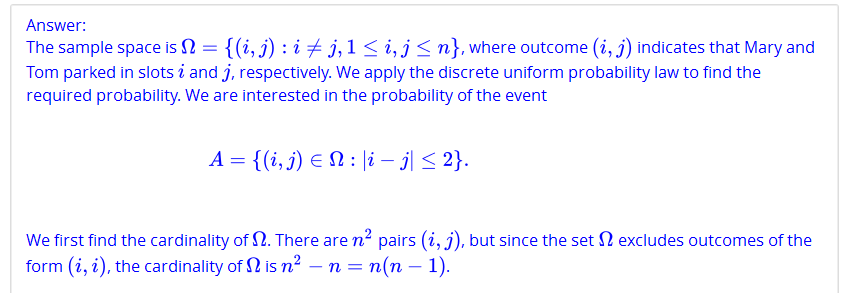 Answer:
The sample space is Ω = {(i, j) : i ≠ j, 1 ≤ i, j ≤ n}, where outcome (i, j) indicates that Mary and
Tom parked in slots i and j, respectively. We apply the discrete uniform probability law to find the
required probability. We are interested in the probability of the event
A = {(i, j) ∈ Ω : |i − j| ≤ 2}.
We first find the cardinality of Ω. There are n² pairs (i, j), but since the set Ω excludes outcomes of the
form (i, i), the cardinality of Ω is n² − n = n(n − 1).